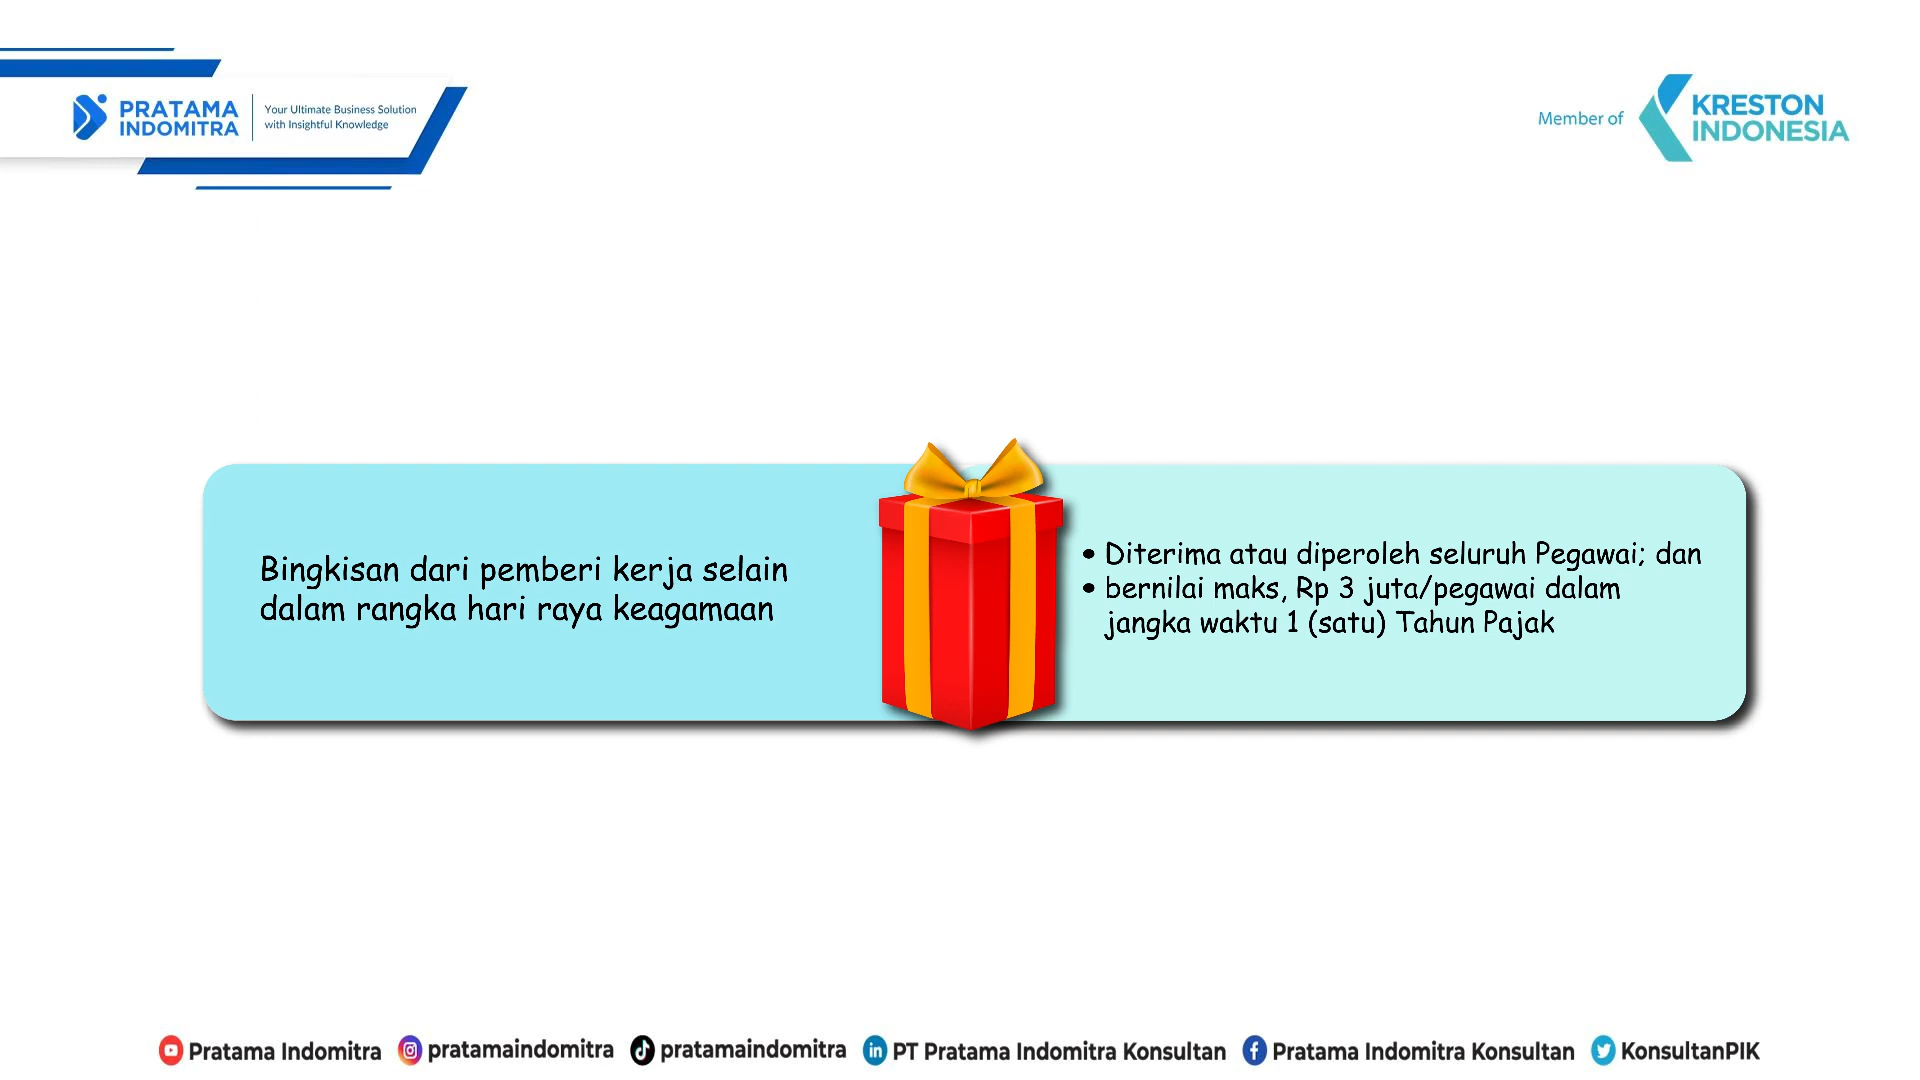 PRATAMA
INDOMITRA
Your Ultimate Business Solution
with Insightful Knowledge
Member of
KRESTON
INDONESIA
Bingkisan dari pemberi kerja selain
dalam rangka hari raya keagamaan
• Diterima atau diperoleh seluruh Pegawai; dan
• bernilai maks, Rp 3 juta/pegawai dalam
jangka waktu 1 (satu) Tahun Pajak
Pratama Indomitra pratamaindomitra pratamaindomitra PT Pratama Indomitra Konsultan Pratama Indomitra Konsultan KonsultanPIK